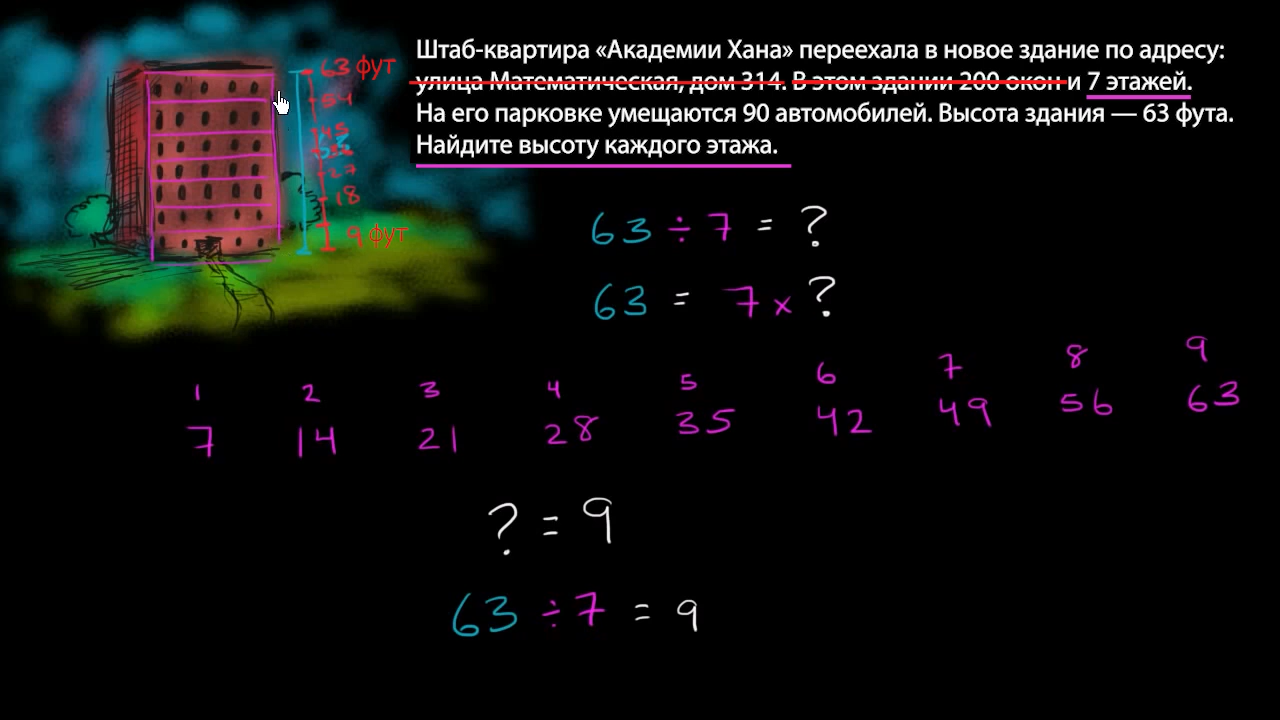 Штаб-квартира «Академии Хана» переехала в новое здание по адресу:
улица Математическая, дом 314. В этом здании 200 окон и 7 этажей.
На его парковке умещаются 90 автомобилей. Высота здания — 63 фута.
Найдите высоту каждого этажа.
63 фут
54
45
27
18
9 фут
63 ÷ 7 = ?
63 = 7 x ?
1 2 3 4 5 6 7 8 9
7 14 21 28 35 42 49 56 63
? = 9
63 ÷ 7 = 9